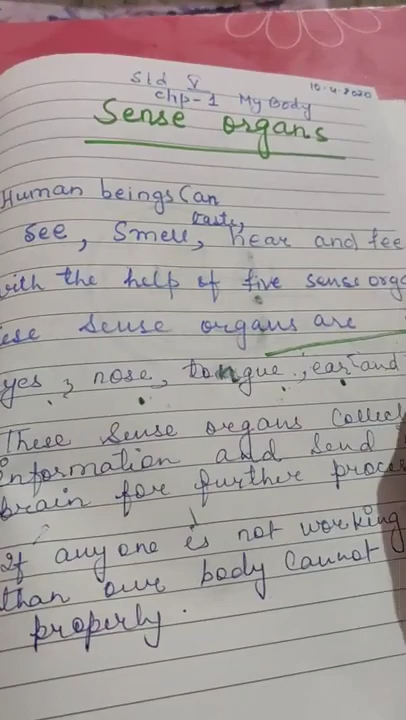 Std V
10-4-2020
Chp-1 My Body
Sense organs
Human beings Can
taste,
see, Smell, hear and fee
with the help of five sense orga
ese sense organs are
yes, nose, tongue, ear and
These sense organs Collect
information and Send
brain for further proces
If any one is not working
than our body Cannot
properly.